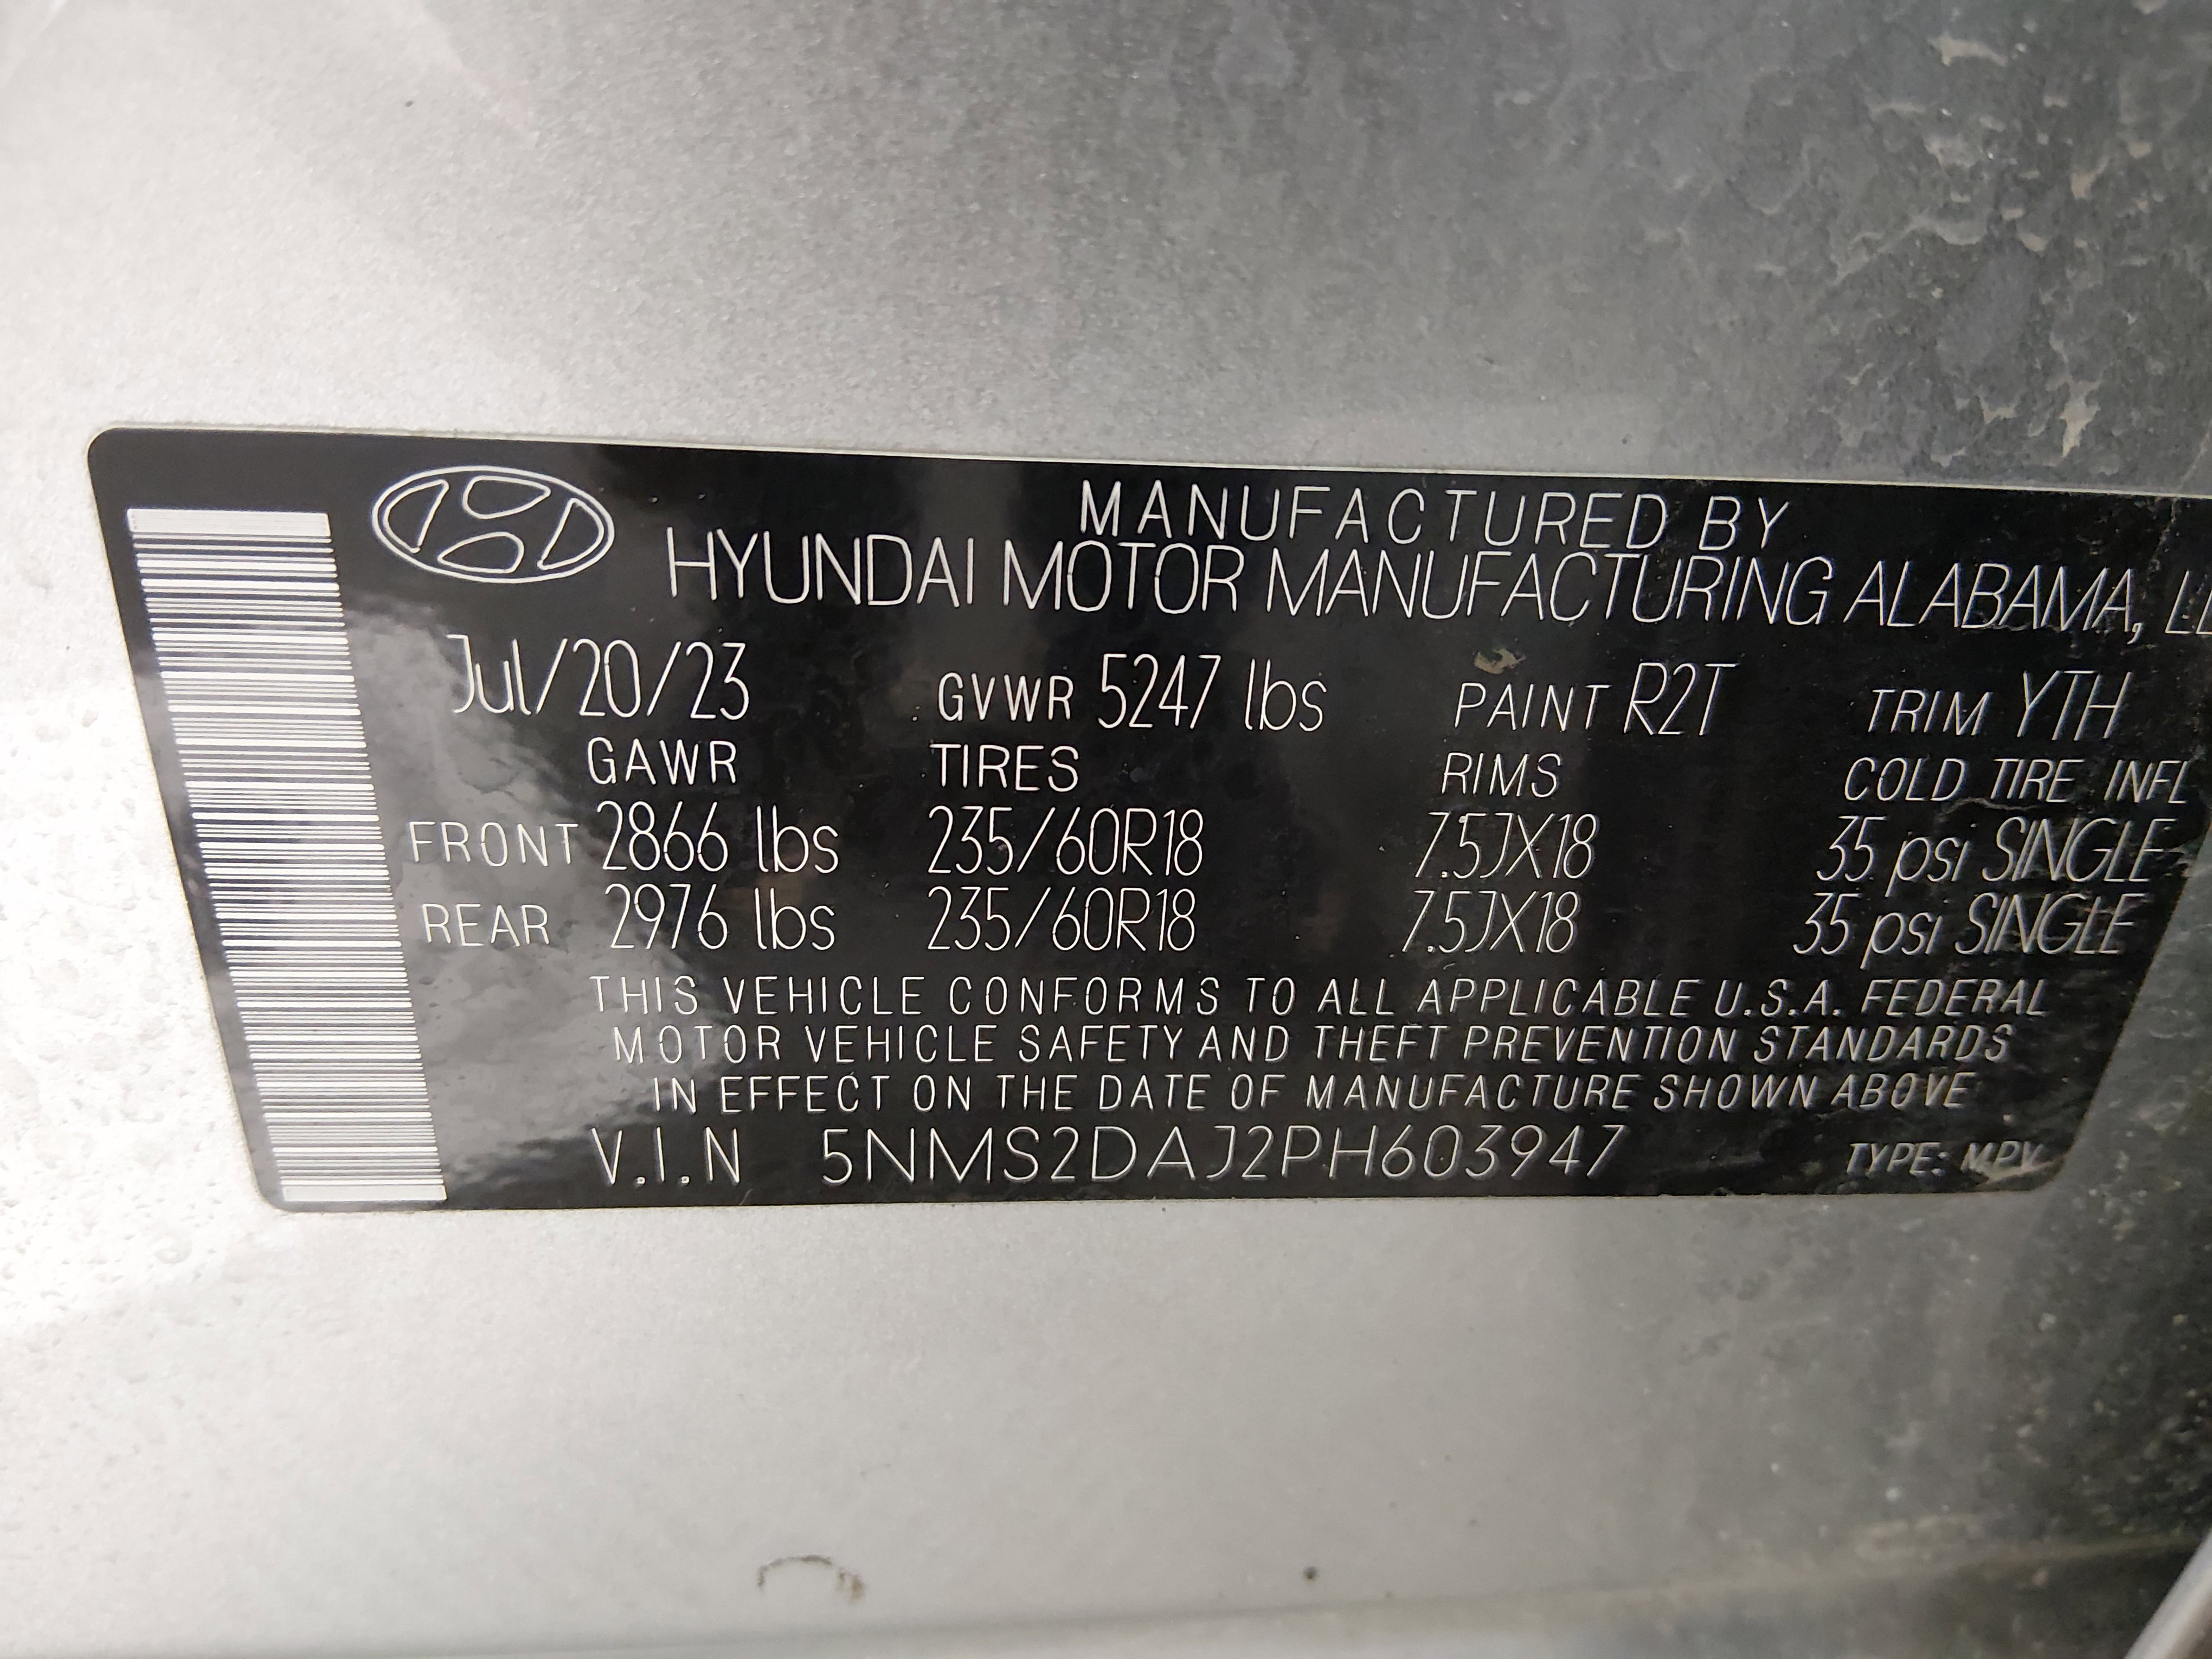 MANUFACTURED BY
HYUNDAI MOTOR MANUFACTURING ALABAMA,
Jul/20/23 GVWR 5247 lbs PAINT R2T TRIM YTH
GAWR TIRES RIMS COLD TIRE INFL
FRONT 2866 lbs 235/60R18 7.5JX18 35 psi SINGLE
REAR 2976 lbs 235/60R18 7.5JX18 35 psi SINGLE
THIS VEHICLE CONFORMS TO ALL APPLICABLE U.S.A. FEDERAL
MOTOR VEHICLE SAFETY AND THEFT PREVENTION STANDARDS
IN EFFECT ON THE DATE OF MANUFACTURE SHOWN ABOVE
V.I.N 5NMS2DAJ2PH603947 TYPE: MPV